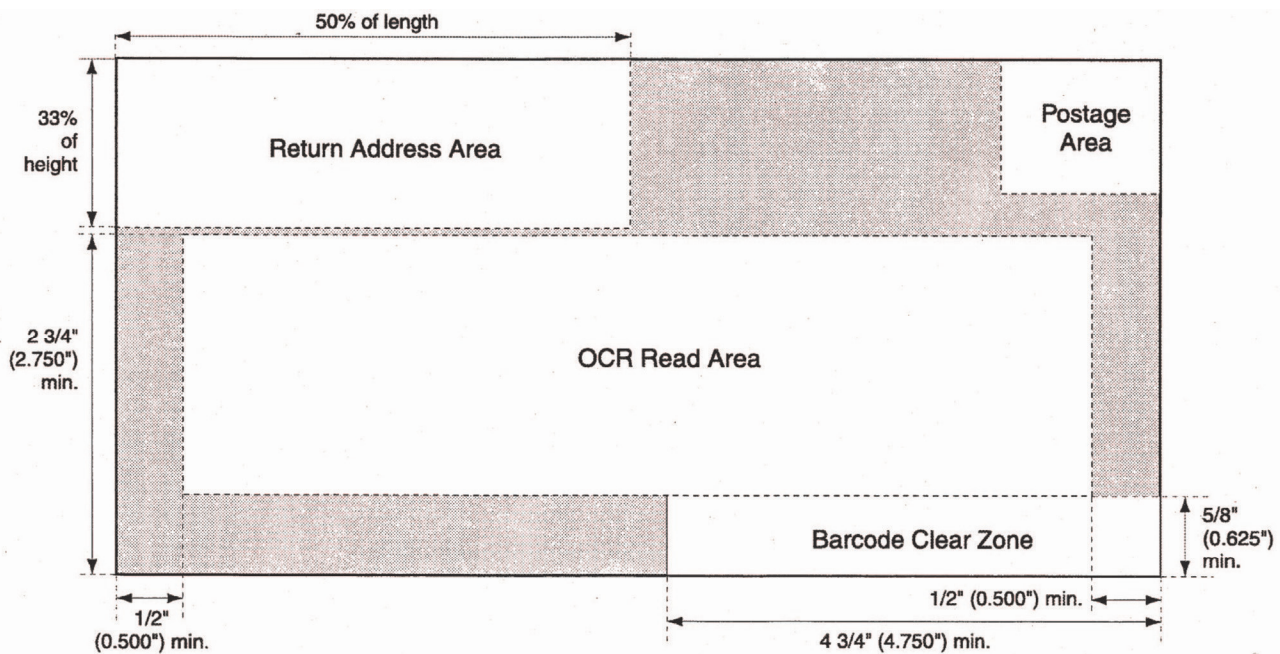 50% of length
33%
of
height
Return Address Area
Postage
Area
2 3/4"
(2.750")
min.
OCR Read Area
Barcode Clear Zone
5/8"
(0.625")
min.
1/2"
(0.500") min.
1/2" (0.500") min.
4 3/4" (4.750") min.